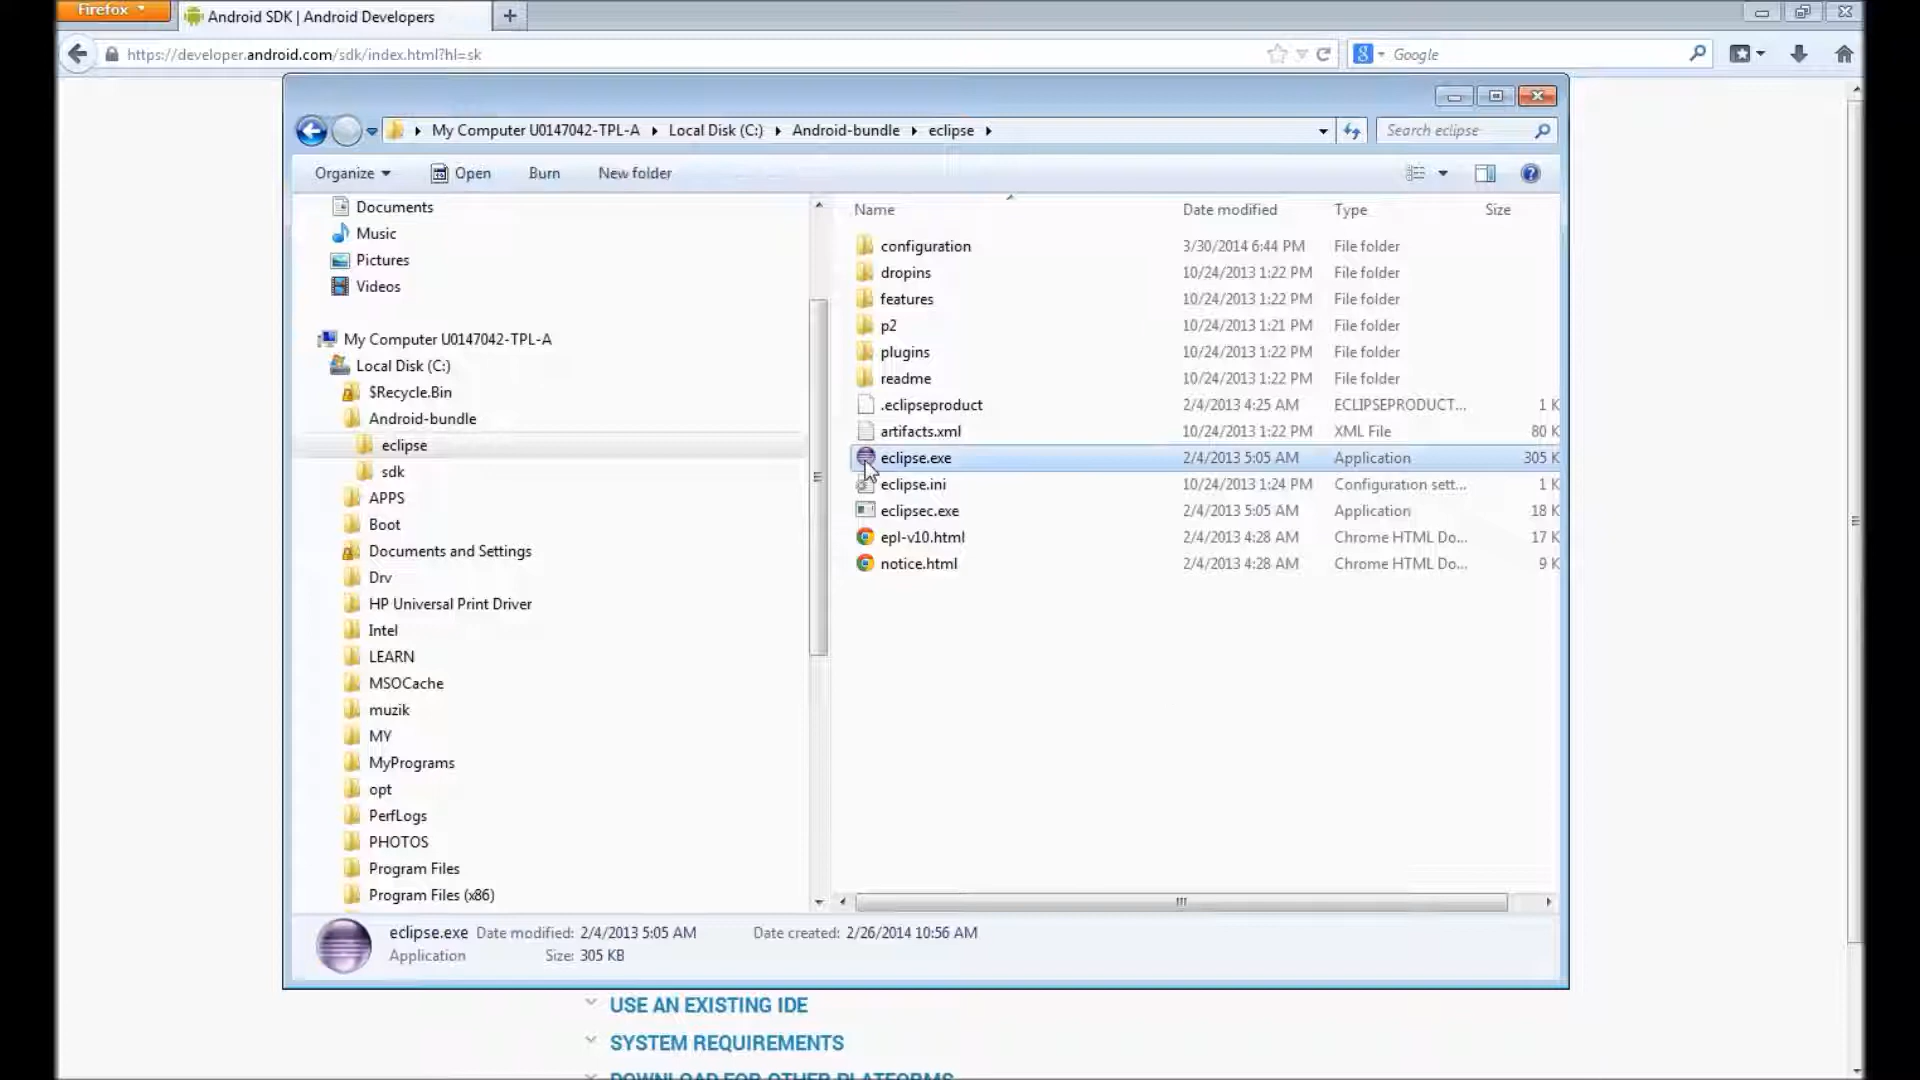 Firefox
Android SDK | Android Developers
https://developer.android.com/sdk/index.html?hl=sk
Google
My Computer U0147042-TPL-A
Local Disk (C:)
Android-bundle
eclipse
Search eclipse
Organize
Open
Burn
New folder
Documents
Music
Pictures
Videos
My Computer U0147042-TPL-A
Local Disk (C:)
$Recycle.Bin
Android-bundle
eclipse
sdk
APPS
Boot
Documents and Settings
Drv
HP Universal Print Driver
Intel
LEARN
MSOCache
muzik
MY
MyPrograms
opt
PerfLogs
PHOTOS
Program Files
Program Files (x86)
Name Date modified Type Size
configuration 3/30/2014 6:44 PM File folder
dropins 10/24/2013 1:22 PM File folder
features 10/24/2013 1:22 PM File folder
p2 10/24/2013 1:21 PM File folder
plugins 10/24/2013 1:22 PM File folder
readme 10/24/2013 1:22 PM File folder
.eclipseproduct 2/4/2013 4:25 AM ECLIPSEPRODUCT... 1 K
artifacts.xml 10/24/2013 1:22 PM XML File 80 K
eclipse.exe 2/4/2013 5:05 AM Application 305 K
eclipse.ini 10/24/2013 1:24 PM Configuration sett... 1 K
eclipsec.exe 2/4/2013 5:05 AM Application 18 K
epl-v10.html 2/4/2013 4:28 AM Chrome HTML Do... 17 K
notice.html 2/4/2013 4:28 AM Chrome HTML Do... 9 K
eclipse.exe Date modified: 2/4/2013 5:05 AM Date created: 2/26/2014 10:56 AM
Application Size: 305 KB
USE AN EXISTING IDE
SYSTEM REQUIREMENTS
DOWNLOAD FOR OTHER PLATFORMS